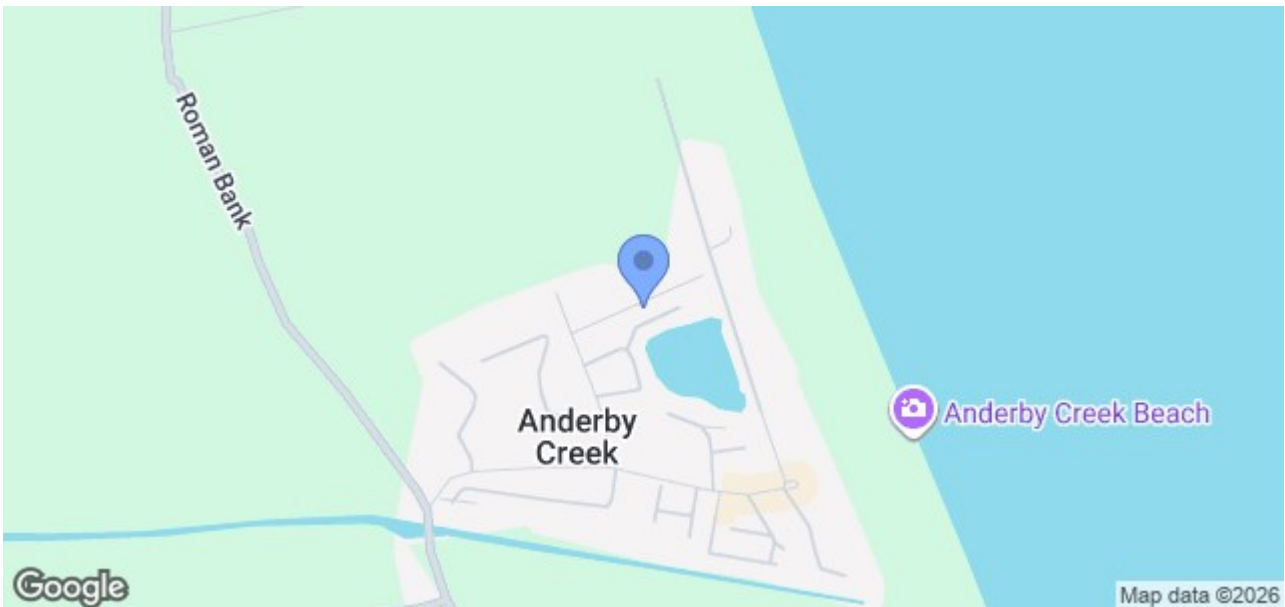 Roman Bank
Anderby
Creek
Anderby Creek Beach
Google
Map data ©2026